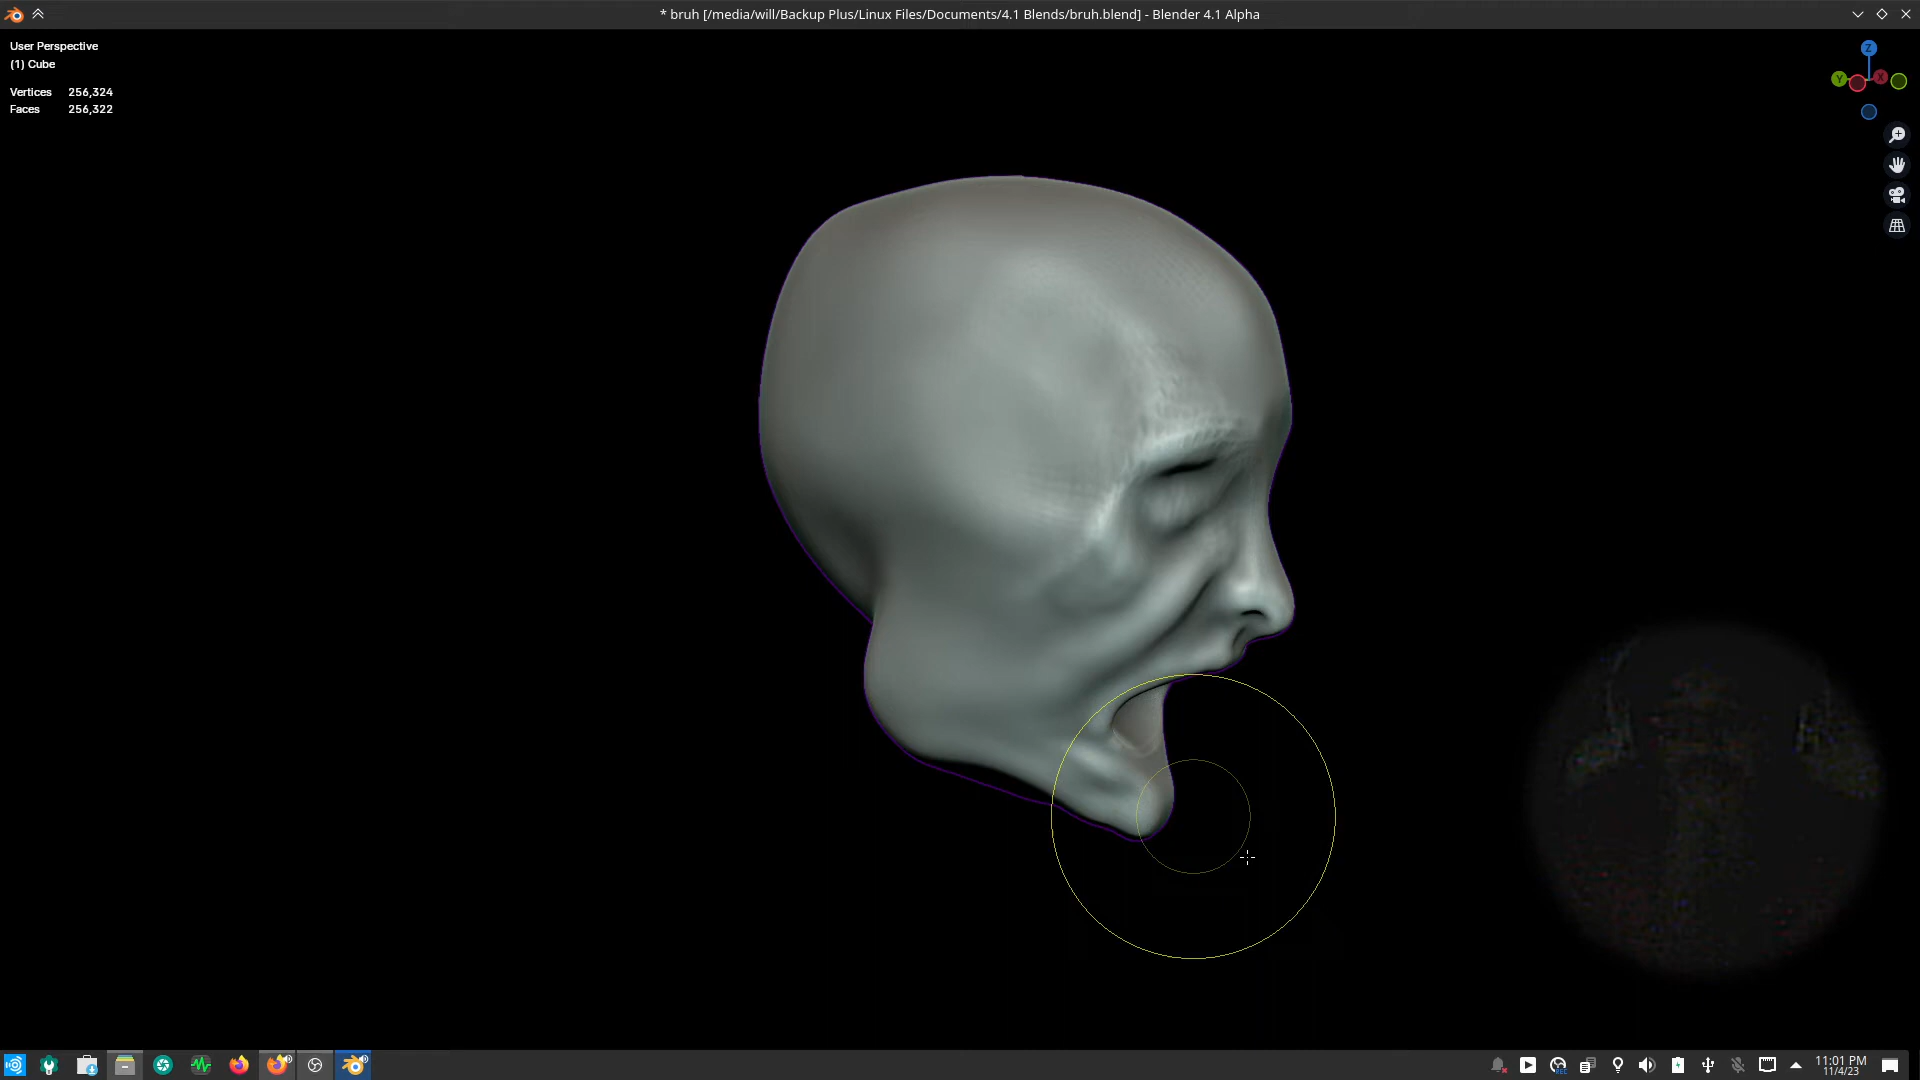 * bruh [/media/will/Backup Plus/Linux Files/Documents/4.1 Blends/bruh.blend] - Blender 4.1 Alpha
User Perspective
(1) Cube
Vertices 256,324
Faces 256,322
Z
Y
X
11:01 PM
11/4/23